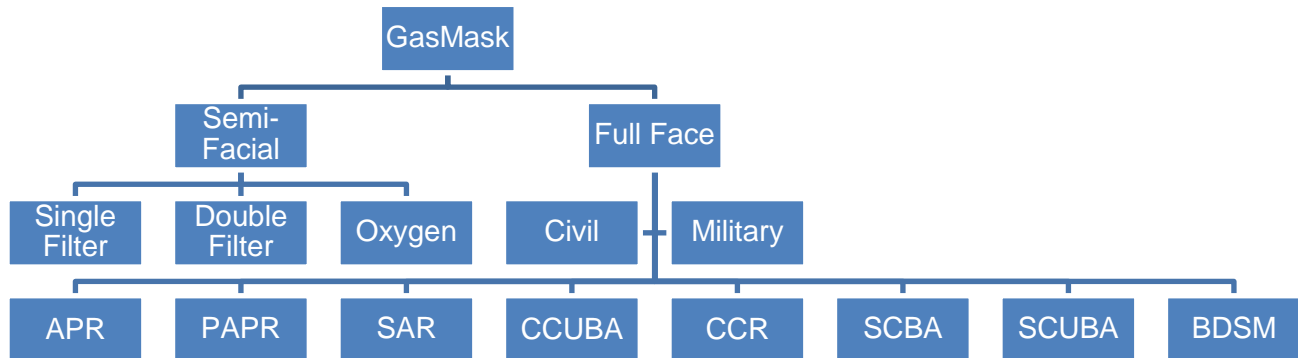 GasMask
Semi-
Facial
Full Face
Single
Filter
Double
Filter
Oxygen
Civil
Military
APR
PAPR
SAR
CCUBA
CCR
SCBA
SCUBA
BDSM